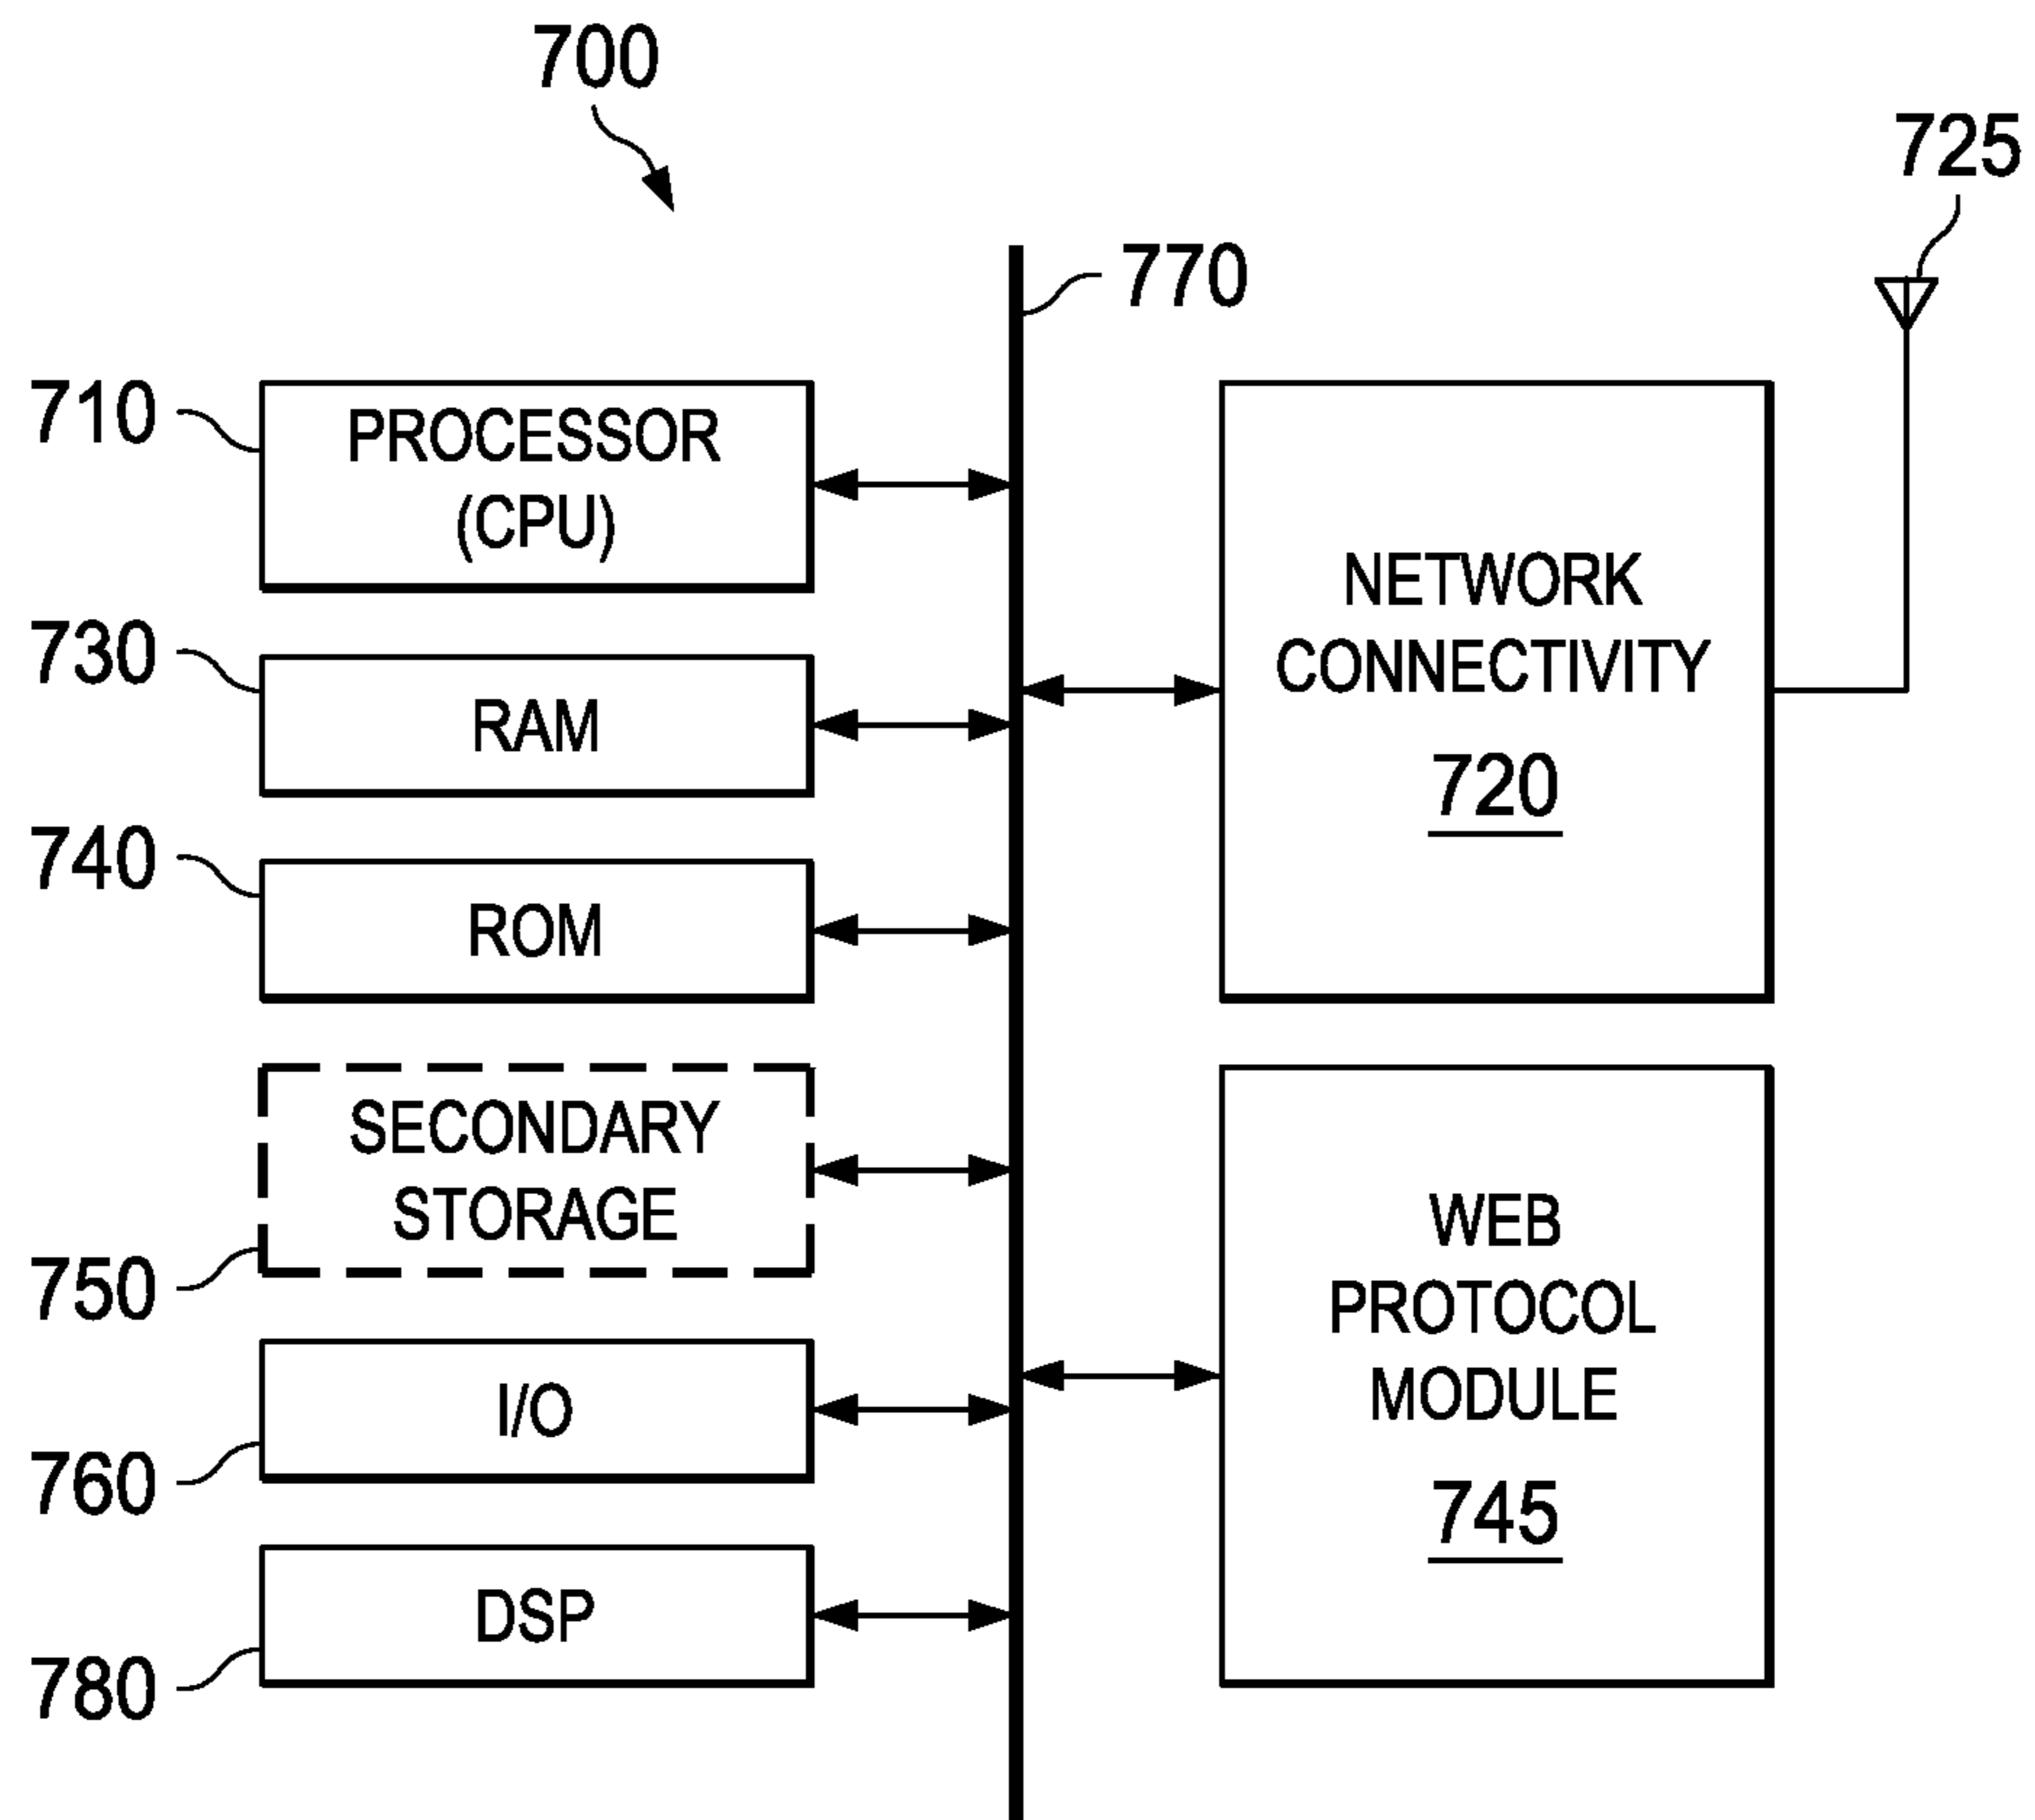 700
725
770
710
PROCESSOR
(CPU)
730
RAM
NETWORK
CONNECTIVITY
720
740
ROM
SECONDARY
STORAGE
750
WEB
PROTOCOL
MODULE
745
I/O
760
DSP
780